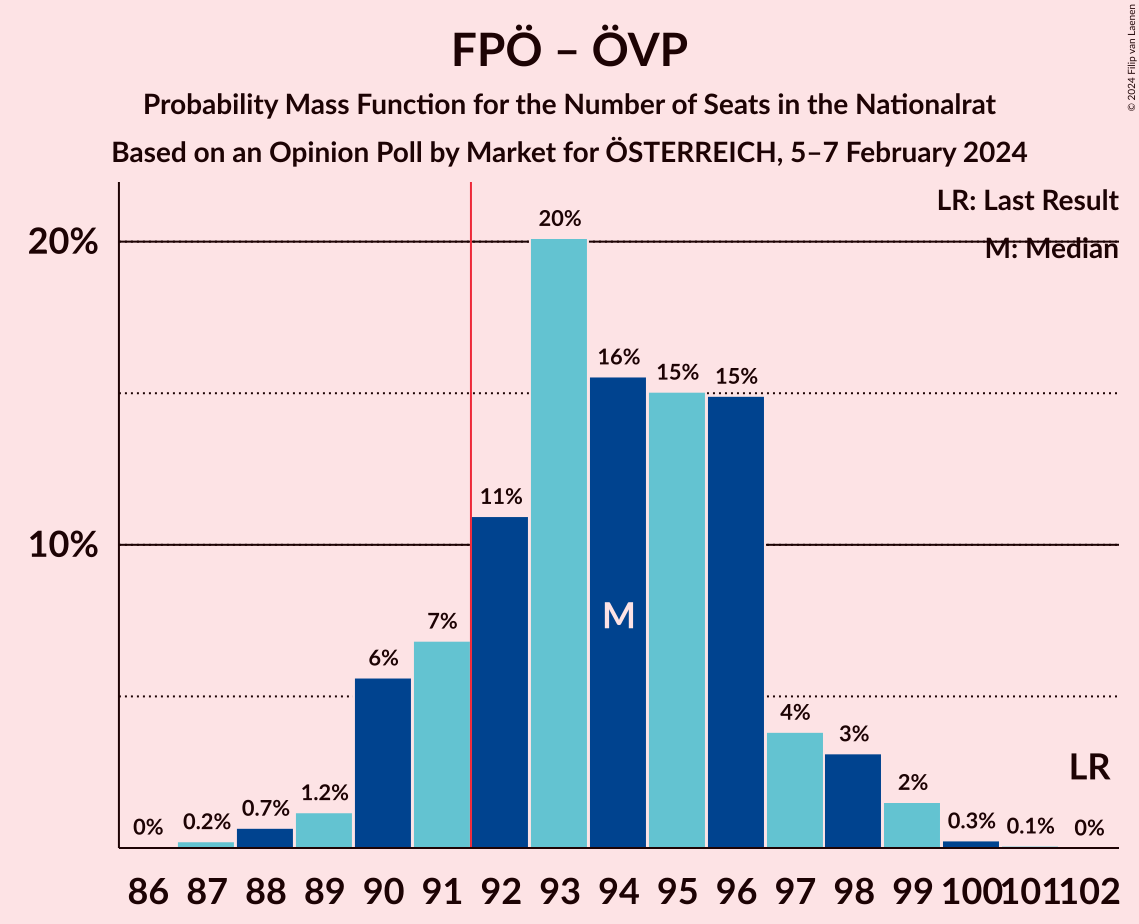 FPÖ – ÖVP
Probability Mass Function for the Number of Seats in the Nationalrat
Based on an Opinion Poll by Market for ÖSTERREICH, 5–7 February 2024
© 2024 Filip van Laenen
LR: Last Result
M: Median
20%
10%
0%
0.2%
0.7%
1.2%
6%
7%
11%
20%
16%
15%
15%
4%
3%
2%
0.3%
0.1%
0%
M
LR
86 87 88 89 90 91 92 93 94 95 96 97 98 99 100 101 102